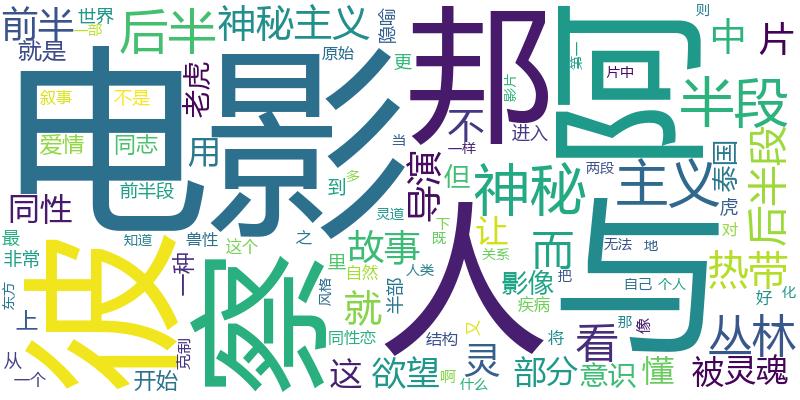 前半
世界
一部
后半
神秘主义
隐喻
就是
原始
更
老虎
叙事
不是
爱情
同志
用
当
前半段
到
多
同性
电影
邦
阿
第一
则
中
片
片中
影片
半段
不
进入
一样
导演
但
神秘
主义
泰国
两段
后半段
虎
对
最
非常
知道
兽性
之
灵道
下
既
让
而
这个
一种
故事
里
自然
人类
关系
影像
无法
地
热带
东方
彼
察
人
与
风格
半部
就
疾病
把
自己
个人
好
化
上
克制
同性恋
结构
又
将
那
像
丛林
从
一个
开始
这
欲望
啊
灵
什么
部分
看
意识
懂
被灵魂